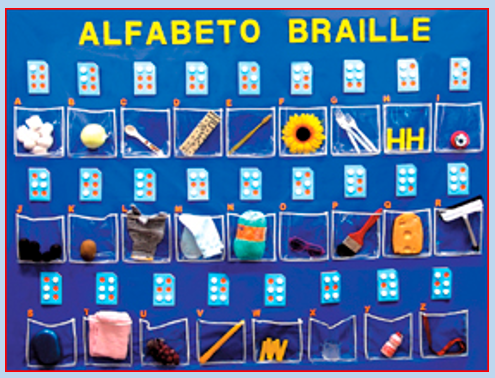 ALFABETO BRAILLE
A B C D E F G H I
HH
J K L M N O P Q R
S T U V W X Y Z
W